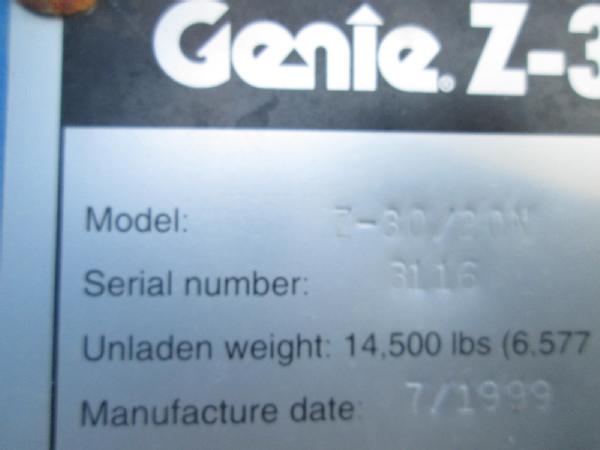 Genie. Z-3
Model: Z-30/20N
Serial number: 3116
Unladen weight: 14,500 lbs (6,577
Manufacture date: 7/1999